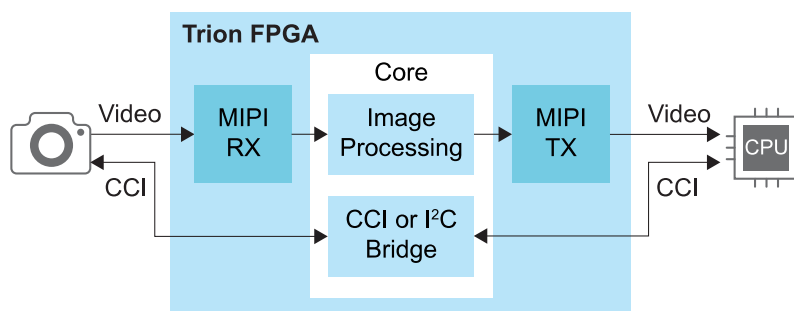 Trion FPGA
Core
Video
MIPI
RX
Image
Processing
MIPI
TX
Video
CPU
CCI
CCI
CCI or I²C
Bridge